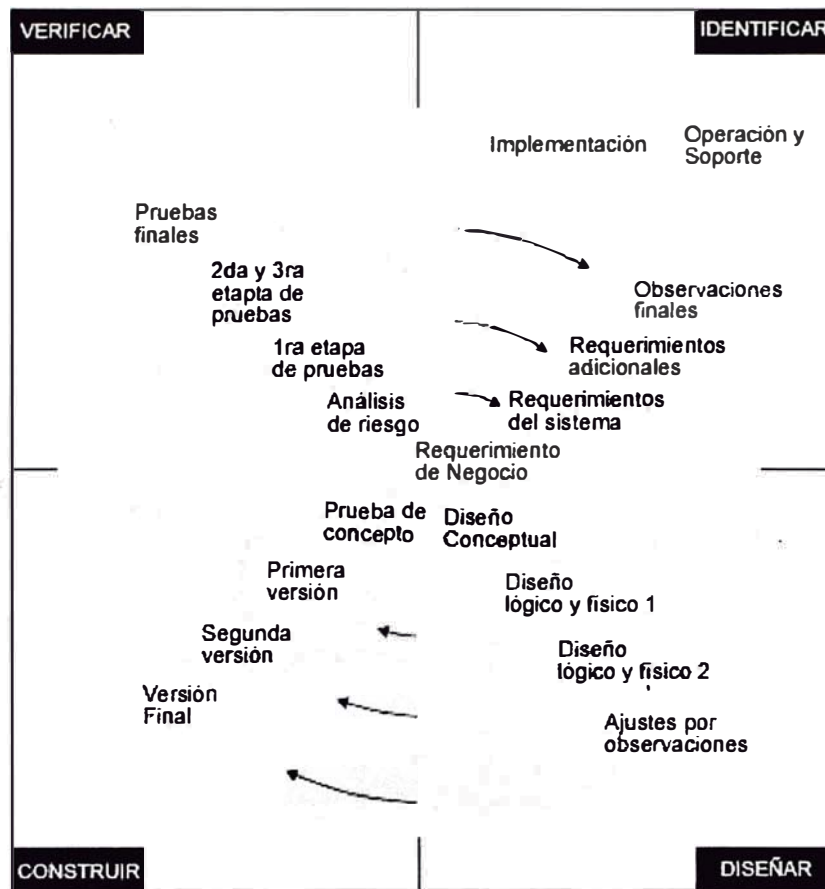 VERIFICAR
IDENTIFICAR
Implementación
Operación y
Soporte
Pruebas
finales
2da y 3ra
etapta de
pruebas
Observaciones
finales
1ra etapa
de pruebas
Requerimientos
adicionales
Análisis
de riesgo
Requerimientos
del sistema
Requerimiento
de Negocio
Prueba de
concepto
Diseño
Conceptual
Primera
versión
Diseño
lógico y físico 1
Segunda
versión
Diseño
lógico y físico 2
Versión
Final
Ajustes por
observaciones
CONSTRUIR
DISEÑAR